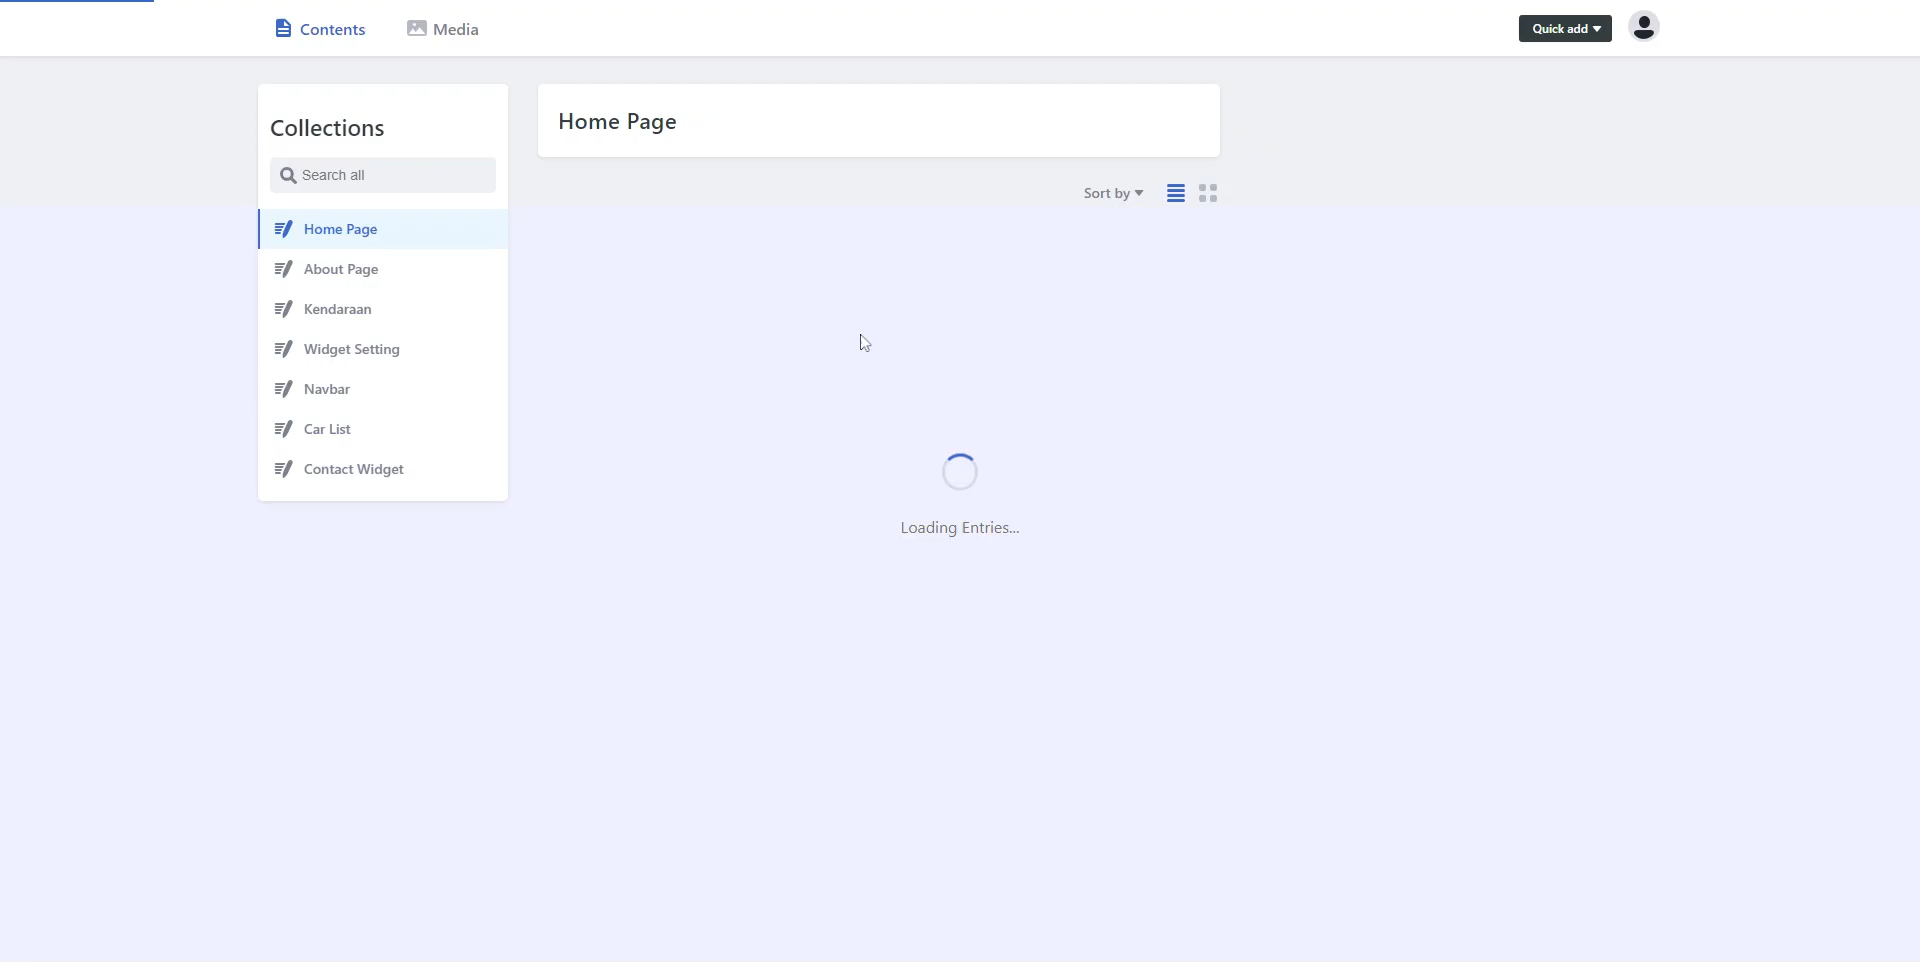 Contents
Media
Quick add
Collections
Search all
Home Page
About Page
Kendaraan
Widget Setting
Navbar
Car List
Contact Widget
Home Page
Sort by
Loading Entries...